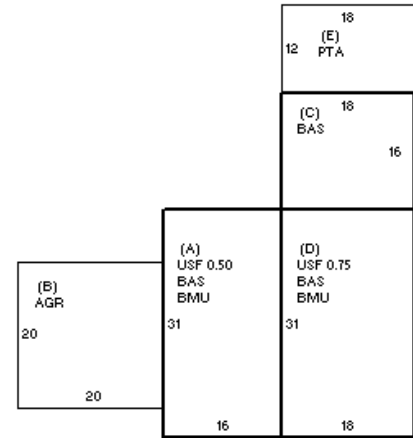 18
(E)
12
PTA
18
(C)
BAS
16
(A)
USF 0.50
BAS
BMU
31
(D)
USF 0.75
BAS
BMU
31
(B)
AGR
20
20
16
18